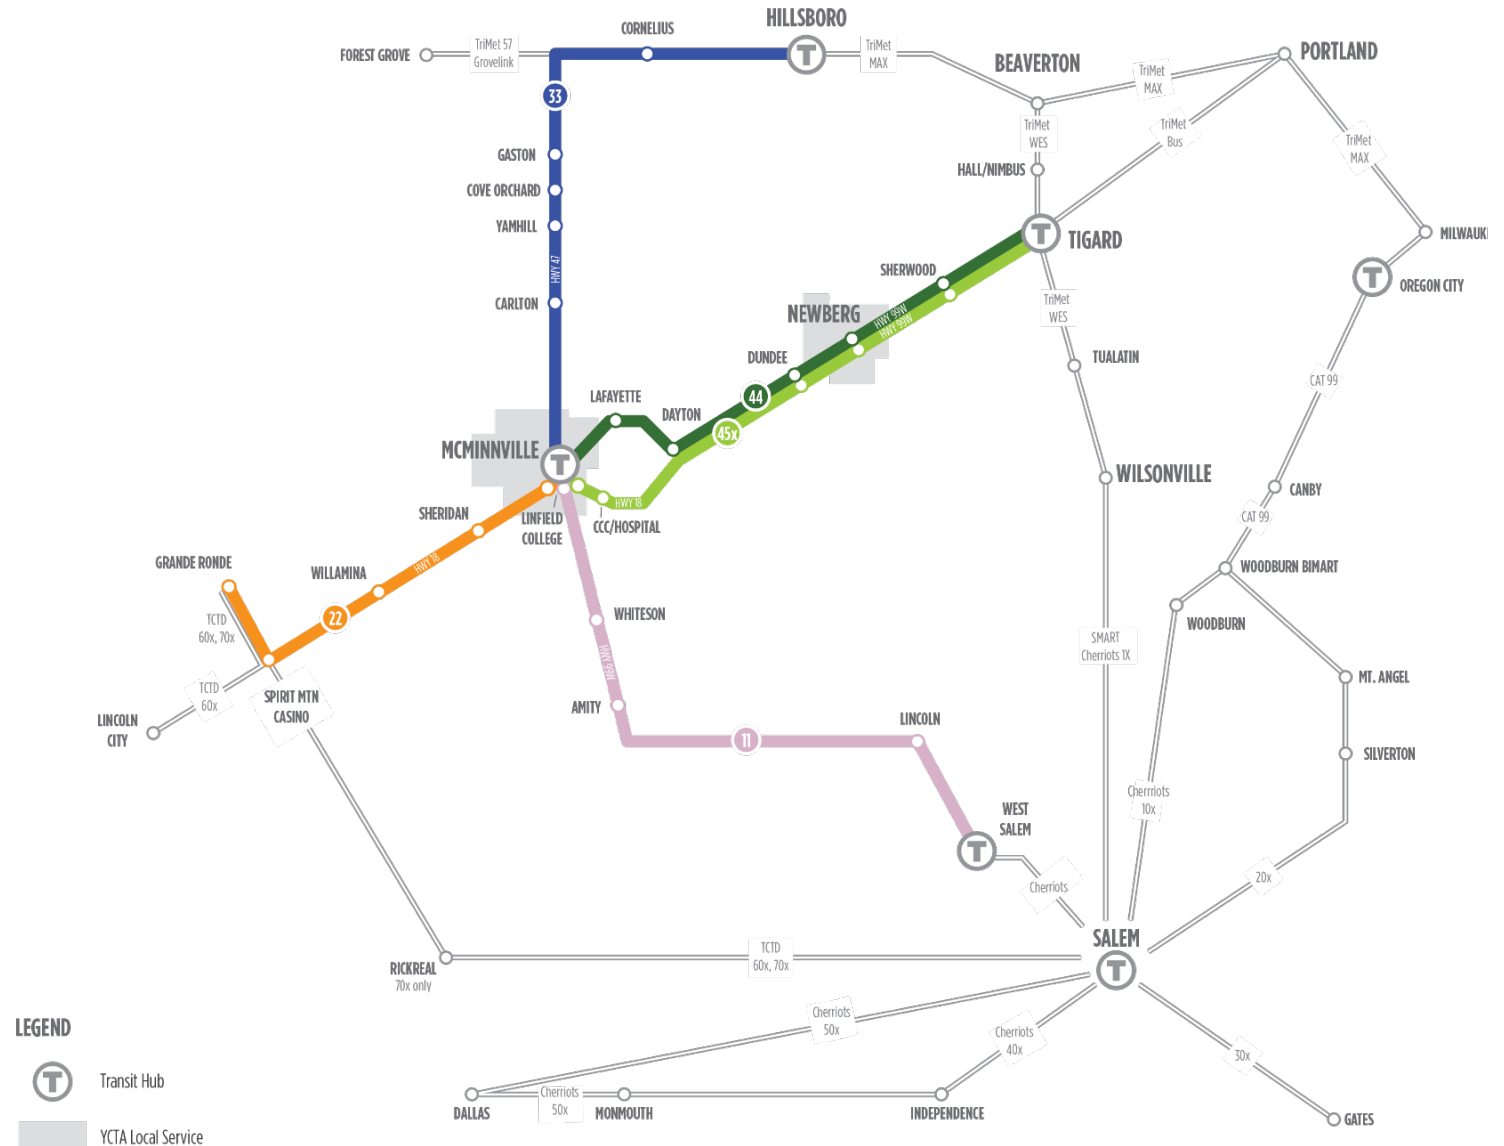 HILLSBORO
CORNELIUS
FOREST GROVE
TriMet 57
Grovelink
TriMet
MAX
BEAVERTON
PORTLAND
TriMet
MAX
33
TriMet
WES
TriMet
Bus
TriMet
MAX
GASTON
HALL/NIMBUS
COVE ORCHARD
YAMHILL
TIGARD
MILWAUKI
HWY 47
SHERWOOD
OREGON CITY
CARLTON
TriMet
WES
NEWBERG
HWY 99W
HWY 99W
DUNDEE
TUALATIN
CAT 99
LAFAYETTE
44
DAYTON
45x
MCMINNVILLE
WILSONVILLE
CANBY
SHERIDAN
LINFIELD
COLLEGE
HWY 18
CCC/HOSPITAL
CAT 99
HWY 18
GRANDE RONDE
WILLAMINA
WOODBURN BIMART
TCTD
60x, 70x
22
WHITESON
WOODBURN
SMART
Cherriots 1X
HWY 99W
MT. ANGEL
TCTD
60x
SPIRIT MTN
CASINO
AMITY
LINCOLN
CITY
11
LINCOLN
SILVERTON
Cherrriots
10x
WEST
SALEM
Cherriots
20x
SALEM
TCTD
60x, 70x
RICKREAL
70x only
Cherriots
50x
Cherriots
40x
30x
LEGEND
T Transit Hub
YCTA Local Service
Cherriots
50x
DALLAS
MONMOUTH
INDEPENDENCE
GATES